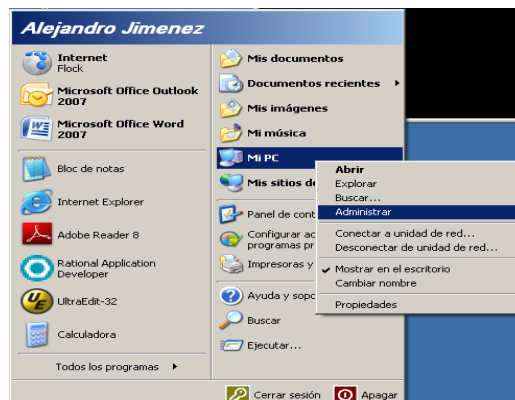 Alejandro Jimenez
Internet
Flock
Microsoft Office Outlook
2007
Microsoft Office Word
2007
Bloc de notas
Internet Explorer
Adobe Reader 8
Rational Application
Developer
UltraEdit-32
Calculadora
Todos los programas
Mis documentos
Documentos recientes
Mis imágenes
Mi música
Mi PC
Mis sitios de
Panel de cont
Configurar ac
programas pr
Impresoras y
Ayuda y sopo
Buscar
Ejecutar...
Abrir
Explorar
Buscar...
Administrar
Conectar a unidad de red...
Desconectar de unidad de red...
Mostrar en el escritorio
Cambiar nombre
Propiedades
Cerrar sesión
Apagar